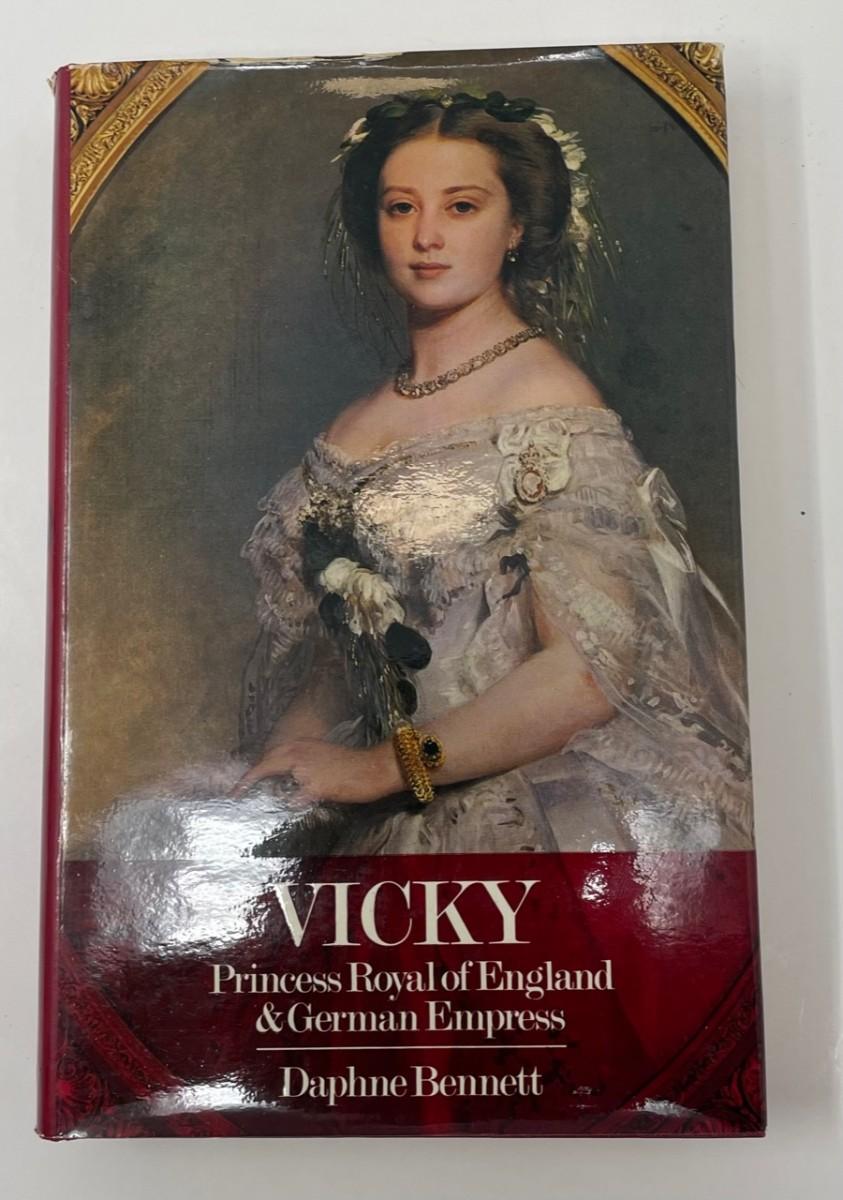 VICKY
Princess Royal of England
& German Empress
Daphne Bennett